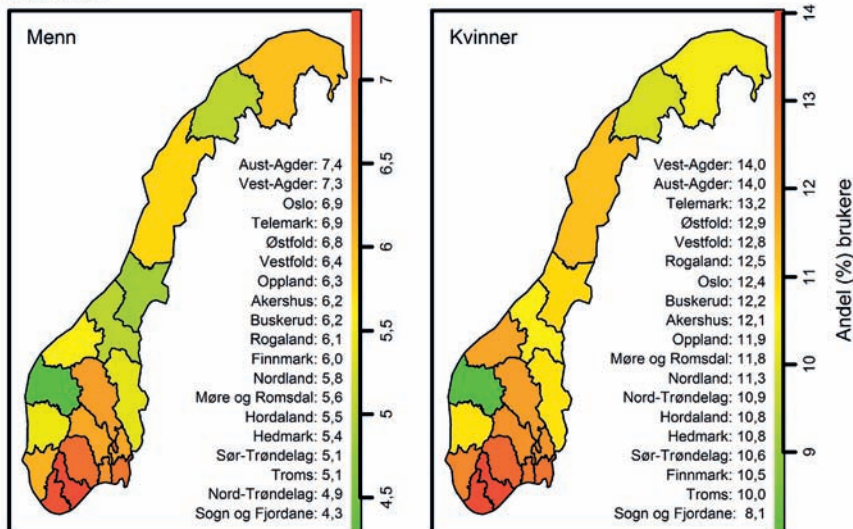 Menn
Aust-Agder: 7,4
Vest-Agder: 7,3
Oslo: 6,9
Telemark: 6,9
Østfold: 6,8
Vestfold: 6,4
Oppland: 6,3
Akershus: 6,2
Buskerud: 6,2
Rogaland: 6,1
Finnmark: 6,0
Nordland: 5,8
Møre og Romsdal: 5,6
Hordaland: 5,5
Hedmark: 5,4
Sør-Trøndelag: 5,1
Troms: 5,1
Nord-Trøndelag: 4,9
Sogn og Fjordane: 4,3
7
6,5
6
5,5
5
4,5
Kvinner
Vest-Agder: 14,0
Aust-Agder: 14,0
Telemark: 13,2
Østfold: 12,9
Vestfold: 12,8
Rogaland: 12,5
Oslo: 12,4
Buskerud: 12,2
Akershus: 12,1
Oppland: 11,9
Møre og Romsdal: 11,8
Nordland: 11,3
Nord-Trøndelag: 10,9
Hordaland: 10,8
Hedmark: 10,8
Sør-Trøndelag: 10,6
Finnmark: 10,5
Troms: 10,0
Sogn og Fjordane: 8,1
14
13
12
11
10
9
Andel (%) brukere